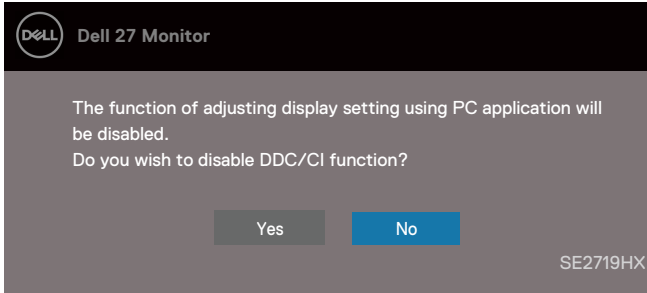 DELL
Dell 27 Monitor
The function of adjusting display setting using PC application will
be disabled.
Do you wish to disable DDC/CI function?
Yes No
SE2719HX